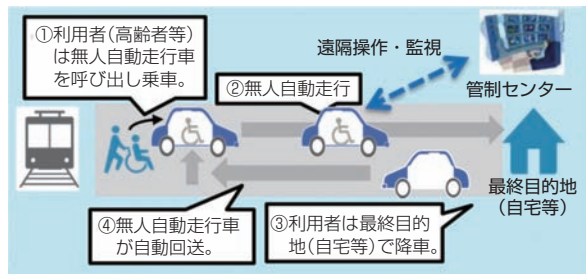 ①利用者(高齢者等)
は無人自動走行車
を呼び出し乗車。
遠隔操作・監視
②無人自動走行
管制センター
最終目的地
(自宅等)
④無人自動走行車
が自動回送。
③利用者は最終目的
地(自宅等)で降車。